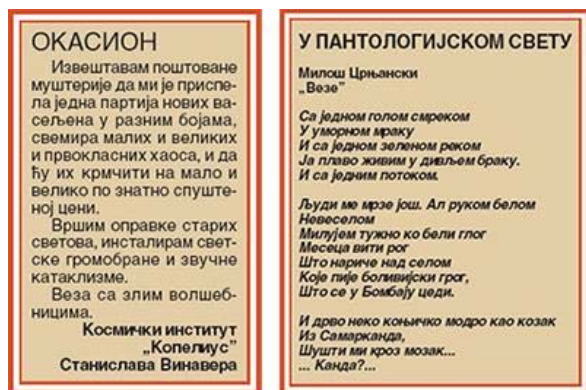 ОКАСИОН
Извештавам поштоване
муштерије да ми је приспе-
ла једна партија нових ва-
сељена у разним бојама,
свемира малих и великих
и првокласних хаоса, и да
ћу их крмчити на мало и
велико по знатно спуште-
ној цени.
Вршим оправке старих
светова, инсталирам свет-
ске громобране и звучне
катаклизме.
Веза са злим волшеб-
ницима.
Космички институт
„Копелиус”
Станислава Винавера
У ПАНТОЛОГИЈСКОМ СВЕТУ
Милош Црњански
„Везе”
Са једном голом смреком
У уморном мраку
И са једном зеленом реком
Ја плаво живим у дивљем браку.
И са једним потоком.
Људи ме мрзе још. Ал руком белом
Невеселом
Милујем тужно ко бели глог
Месеца вити рог
Што нариче над селом
Које пије боливијски грог,
Што се у Бомбају цеди.
И дрво неко коњичко модро као козак
Из Самарканда,
Шушти ми кроз мозак...
... Канда?...